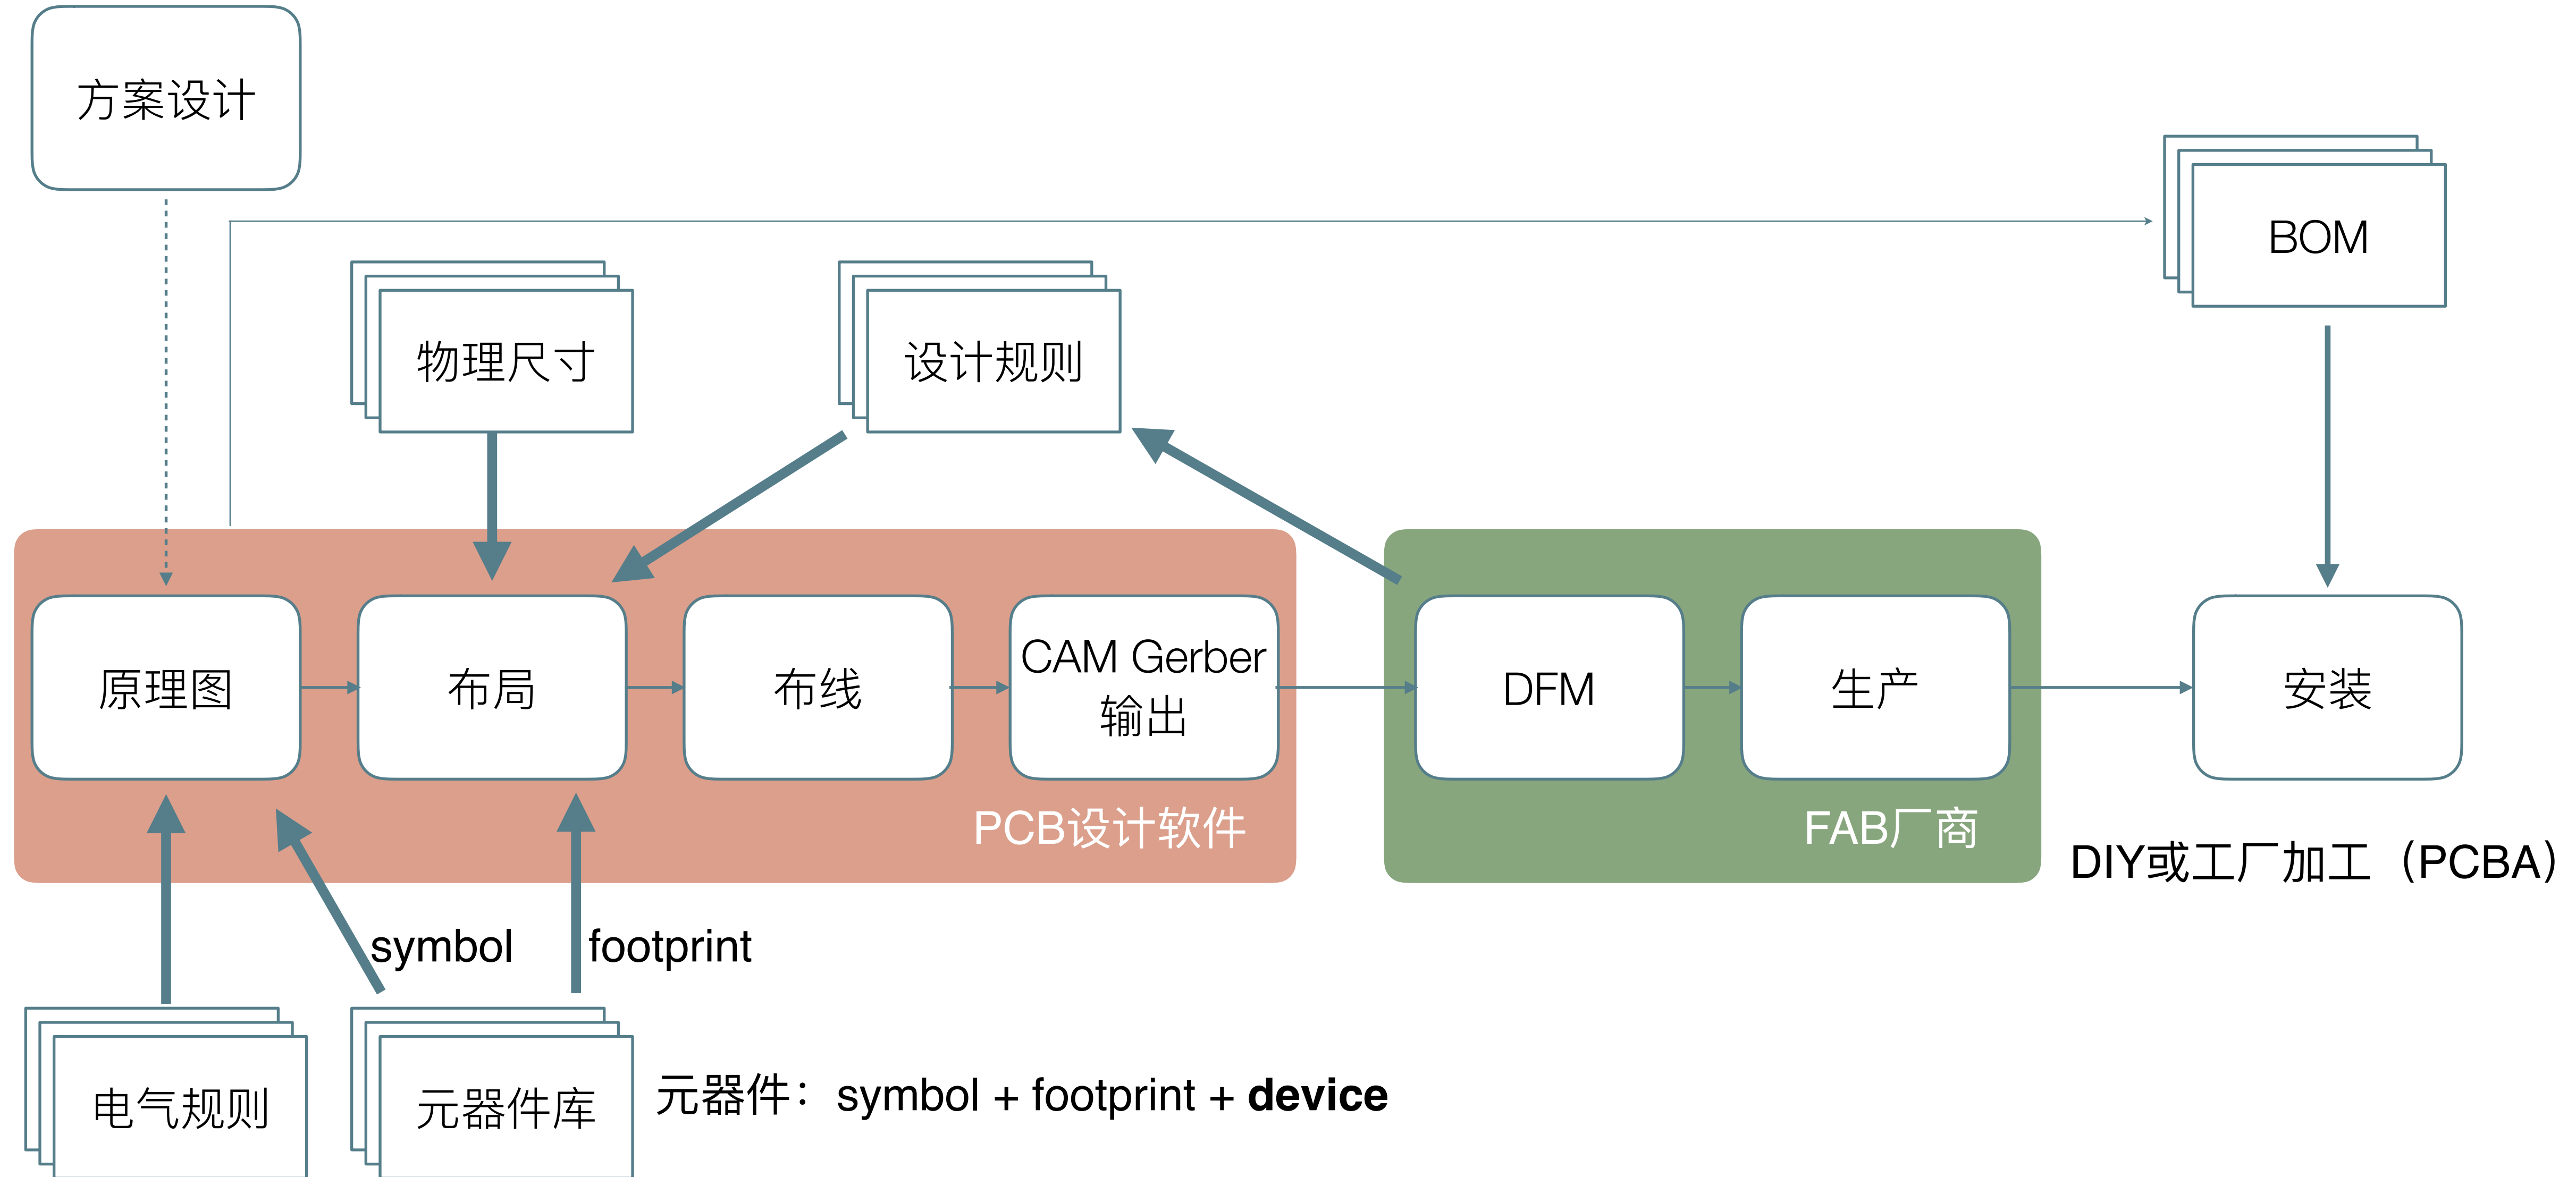 方案设计
BOM
物理尺寸
设计规则
原理图
布局
布线
CAM Gerber
输出
DFM
生产
安装
PCB设计软件
FAB厂商
DIY或工厂加工（PCBA）
symbol
footprint
电气规则
元器件库
元器件：symbol + footprint + device